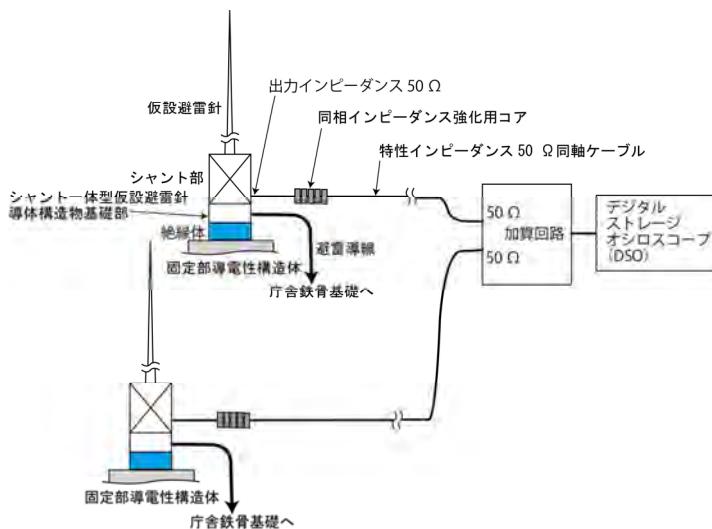 出力インピーダンス 50 Ω
仮設避雷針
同相インピーダンス強化用コア
特性インピーダンス 50 Ω同軸ケーブル
シャント部
シャント一体型仮設避雷針
導体構造物基礎部
絶縁体
避雷導線
固定部導電性構造体
庁舎鉄骨基礎へ
50 Ω
加算回路
50 Ω
デジタル
ストレージ
オシロスコープ
(DSO)
固定部導電性構造体
庁舎鉄骨基礎へ